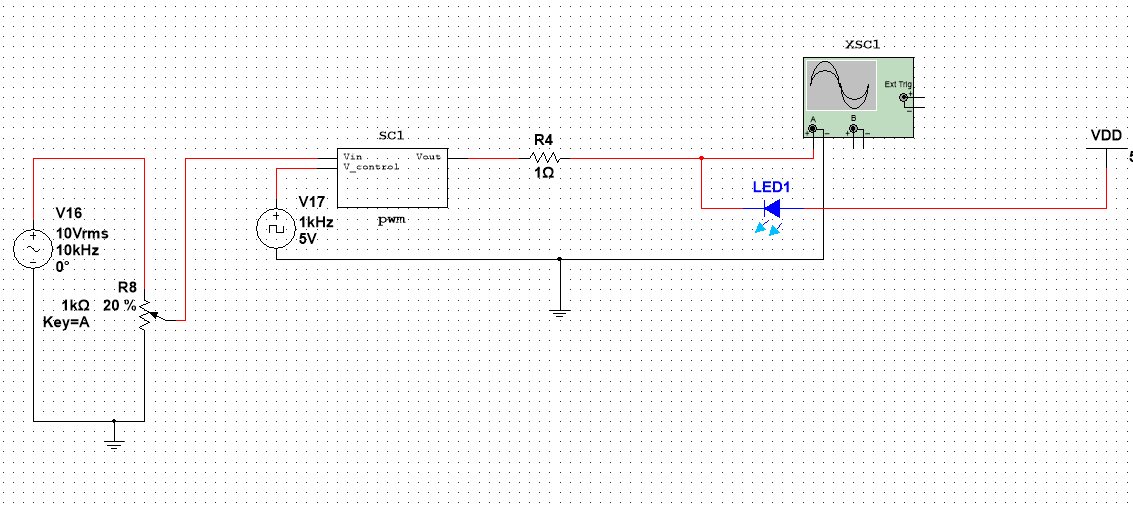 XSC1
Ext Trig
+
-
A
B
+ - + -
VDD
SC1
R4
Vin Vout
V_control
1Ω
LED1
V17
1kHz
5V
pwm
V16
10Vrms
10kHz
0°
R8
1kΩ 20 %
Key=A